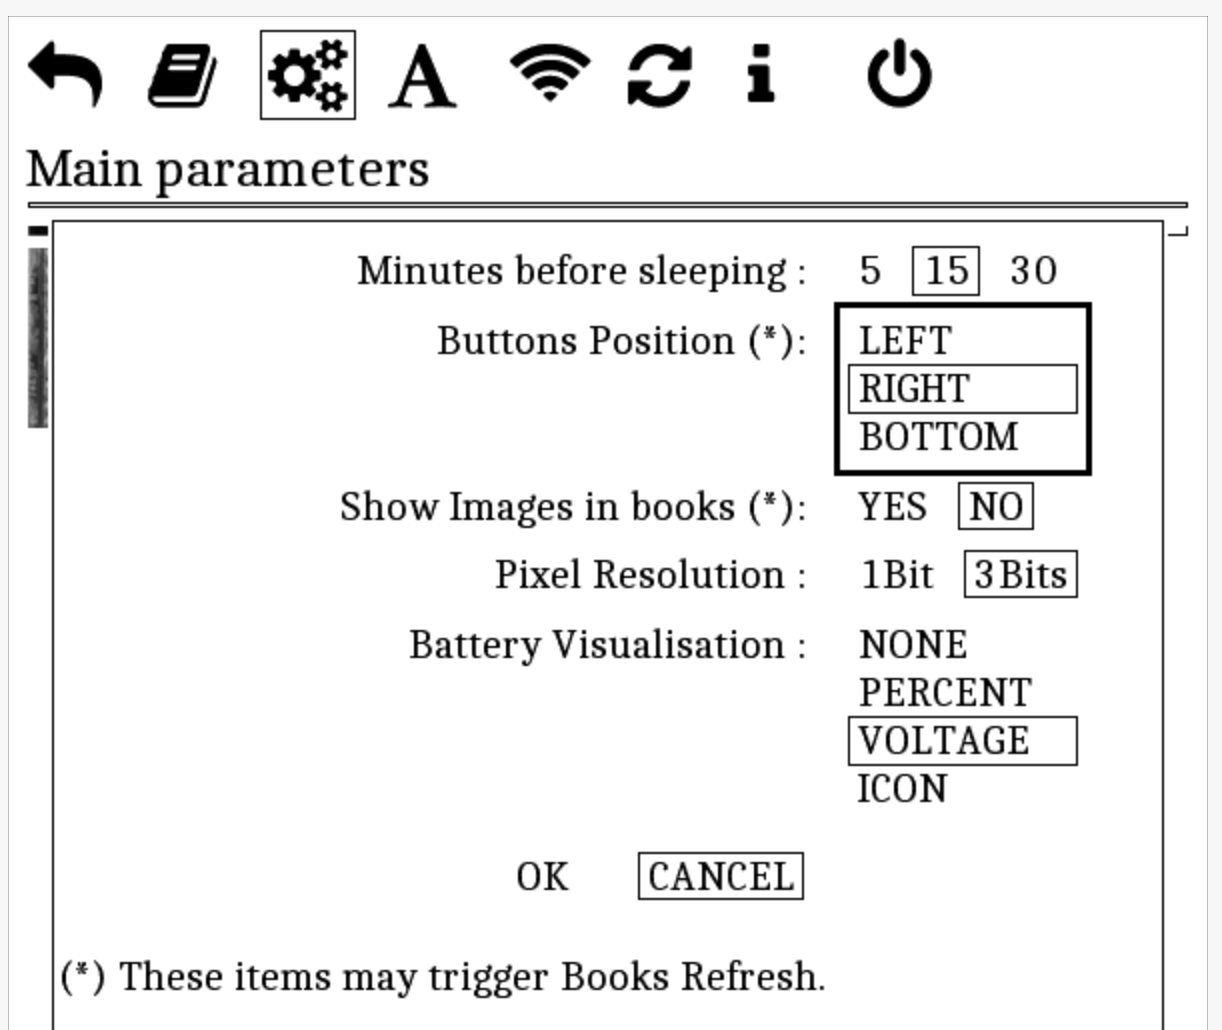 Main parameters
Minutes before sleeping : 5 15 30
Buttons Position (*): LEFT
RIGHT
BOTTOM
Show Images in books (*): YES NO
Pixel Resolution : 1Bit 3Bits
Battery Visualisation : NONE
PERCENT
VOLTAGE
ICON
OK CANCEL
(*) These items may trigger Books Refresh.